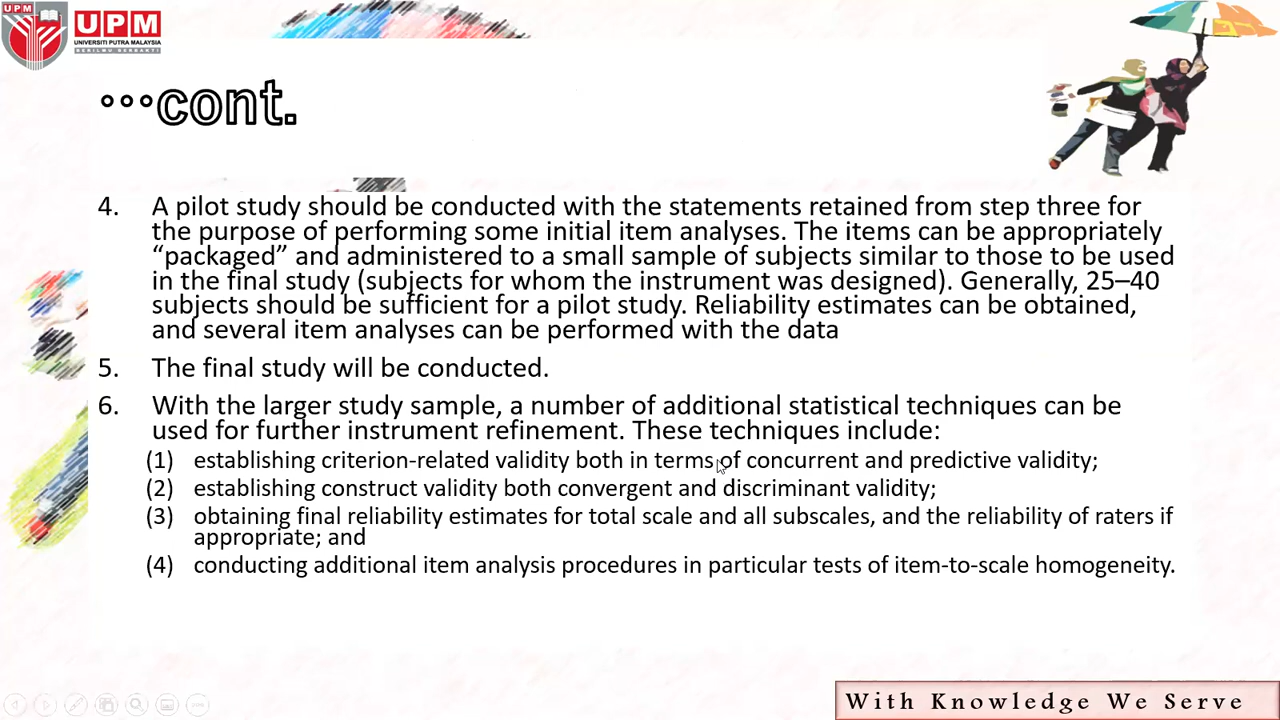 UPM
UPM
UNIVERSITI PUTRA MALAYSIA
BERILMU BERBAKTI
...cont.
4. A pilot study should be conducted with the statements retained from step three for
the purpose of performing some initial item analyses. The items can be appropriately
“packaged” and administered to a small sample of subjects similar to those to be used
in the final study (subjects for whom the instrument was designed). Generally, 25–40
subjects should be sufficient for a pilot study. Reliability estimates can be obtained,
and several item analyses can be performed with the data
5. The final study will be conducted.
6. With the larger study sample, a number of additional statistical techniques can be
used for further instrument refinement. These techniques include:
(1) establishing criterion-related validity both in terms of concurrent and predictive validity;
(2) establishing construct validity both convergent and discriminant validity;
(3) obtaining final reliability estimates for total scale and all subscales, and the reliability of raters if
appropriate; and
(4) conducting additional item analysis procedures in particular tests of item-to-scale homogeneity.
With Knowledge We Serve